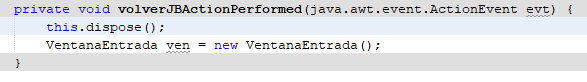 private void volverJBActionPerformed(java.awt.event.ActionEvent evt) {
this.dispose();
VentanaEntrada ven = new VentanaEntrada();
}